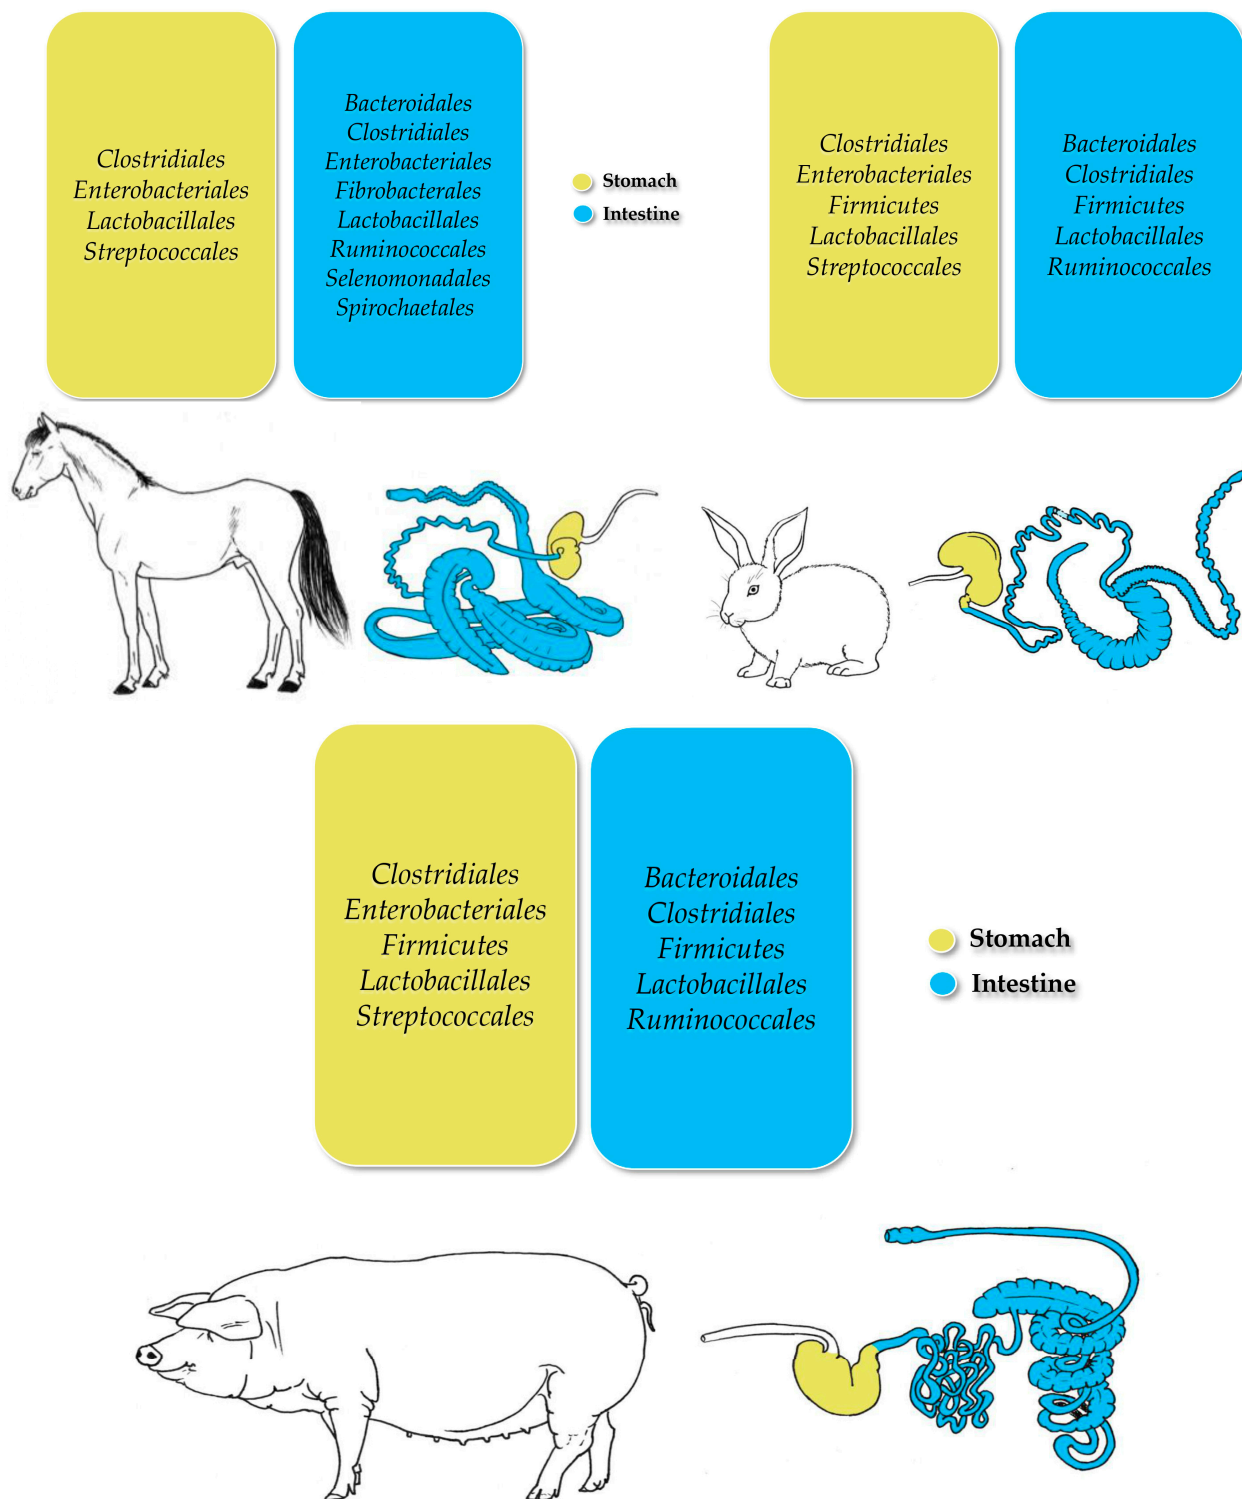 Clostridiales
Enterobacteriales
Lactobacillales
Streptococcales
Bacteroidales
Clostridiales
Enterobacteriales
Fibrobacterales
Lactobacillales
Ruminococcales
Selenomonadales
Spirochaetales
Stomach
Intestine
Clostridiales
Enterobacteriales
Firmicutes
Lactobacillales
Streptococcales
Bacteroidales
Clostridiales
Firmicutes
Lactobacillales
Ruminococcales
Clostridiales
Enterobacteriales
Firmicutes
Lactobacillales
Streptococcales
Bacteroidales
Clostridiales
Firmicutes
Lactobacillales
Ruminococcales
Stomach
Intestine